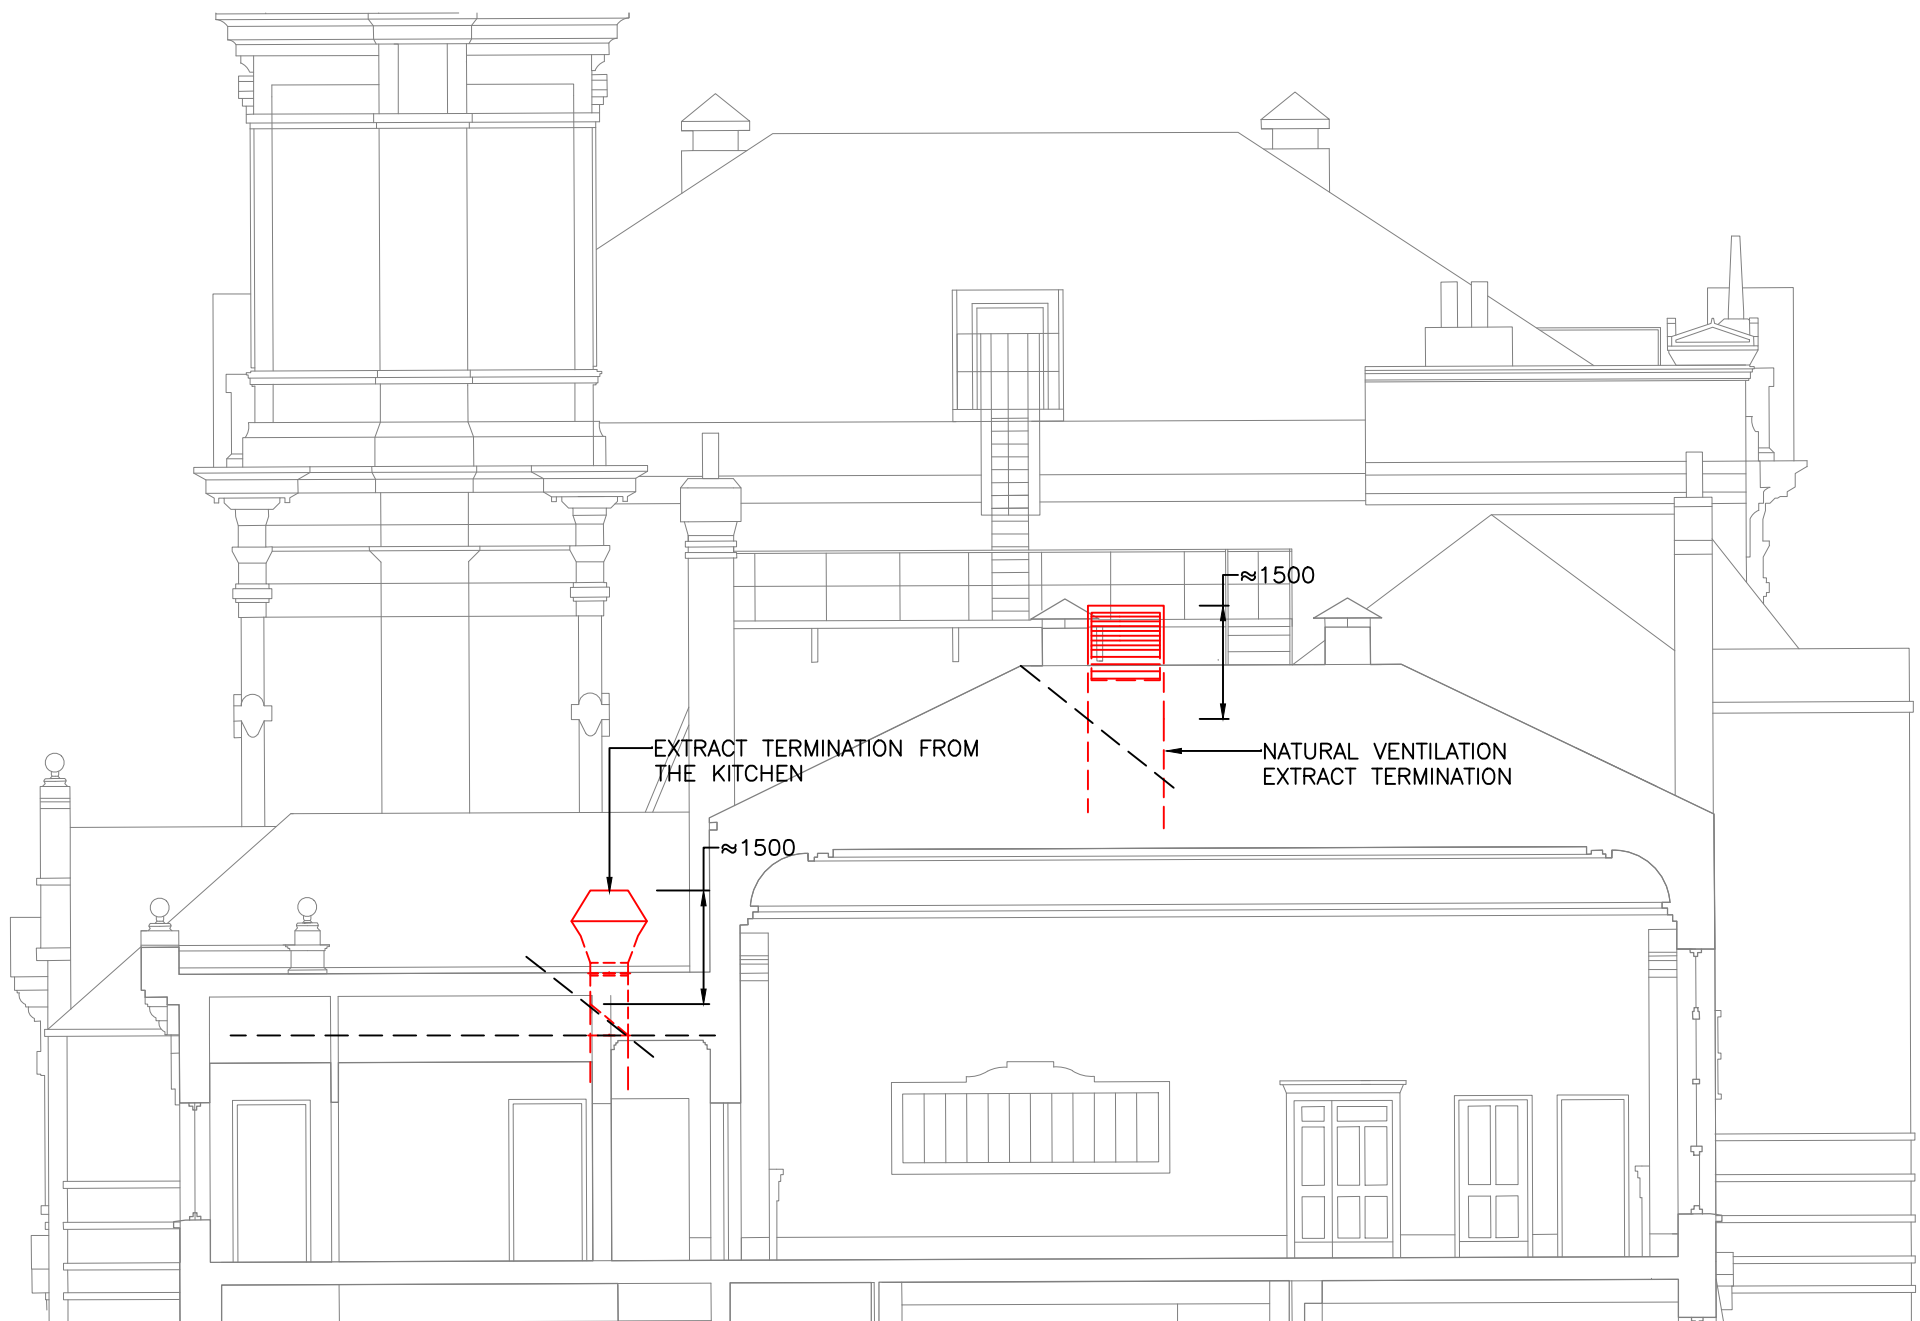 ≈1500
EXTRACT TERMINATION FROM
THE KITCHEN
NATURAL VENTILATION
EXTRACT TERMINATION
≈1500